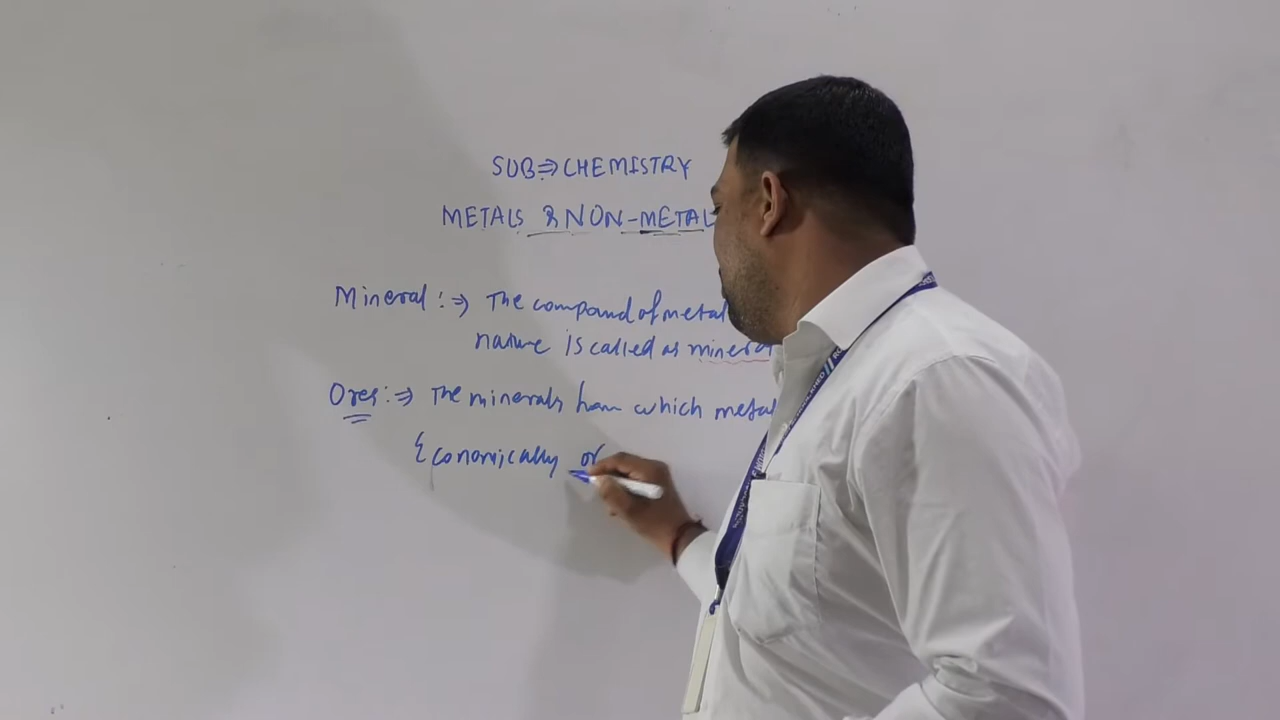 SUB⇒CHEMISTRY
METALS & NON-METAL
Mineral :⇒ The compound of metal
nature is called as mineral
Ores :⇒ The minerals from which metal
Economically or